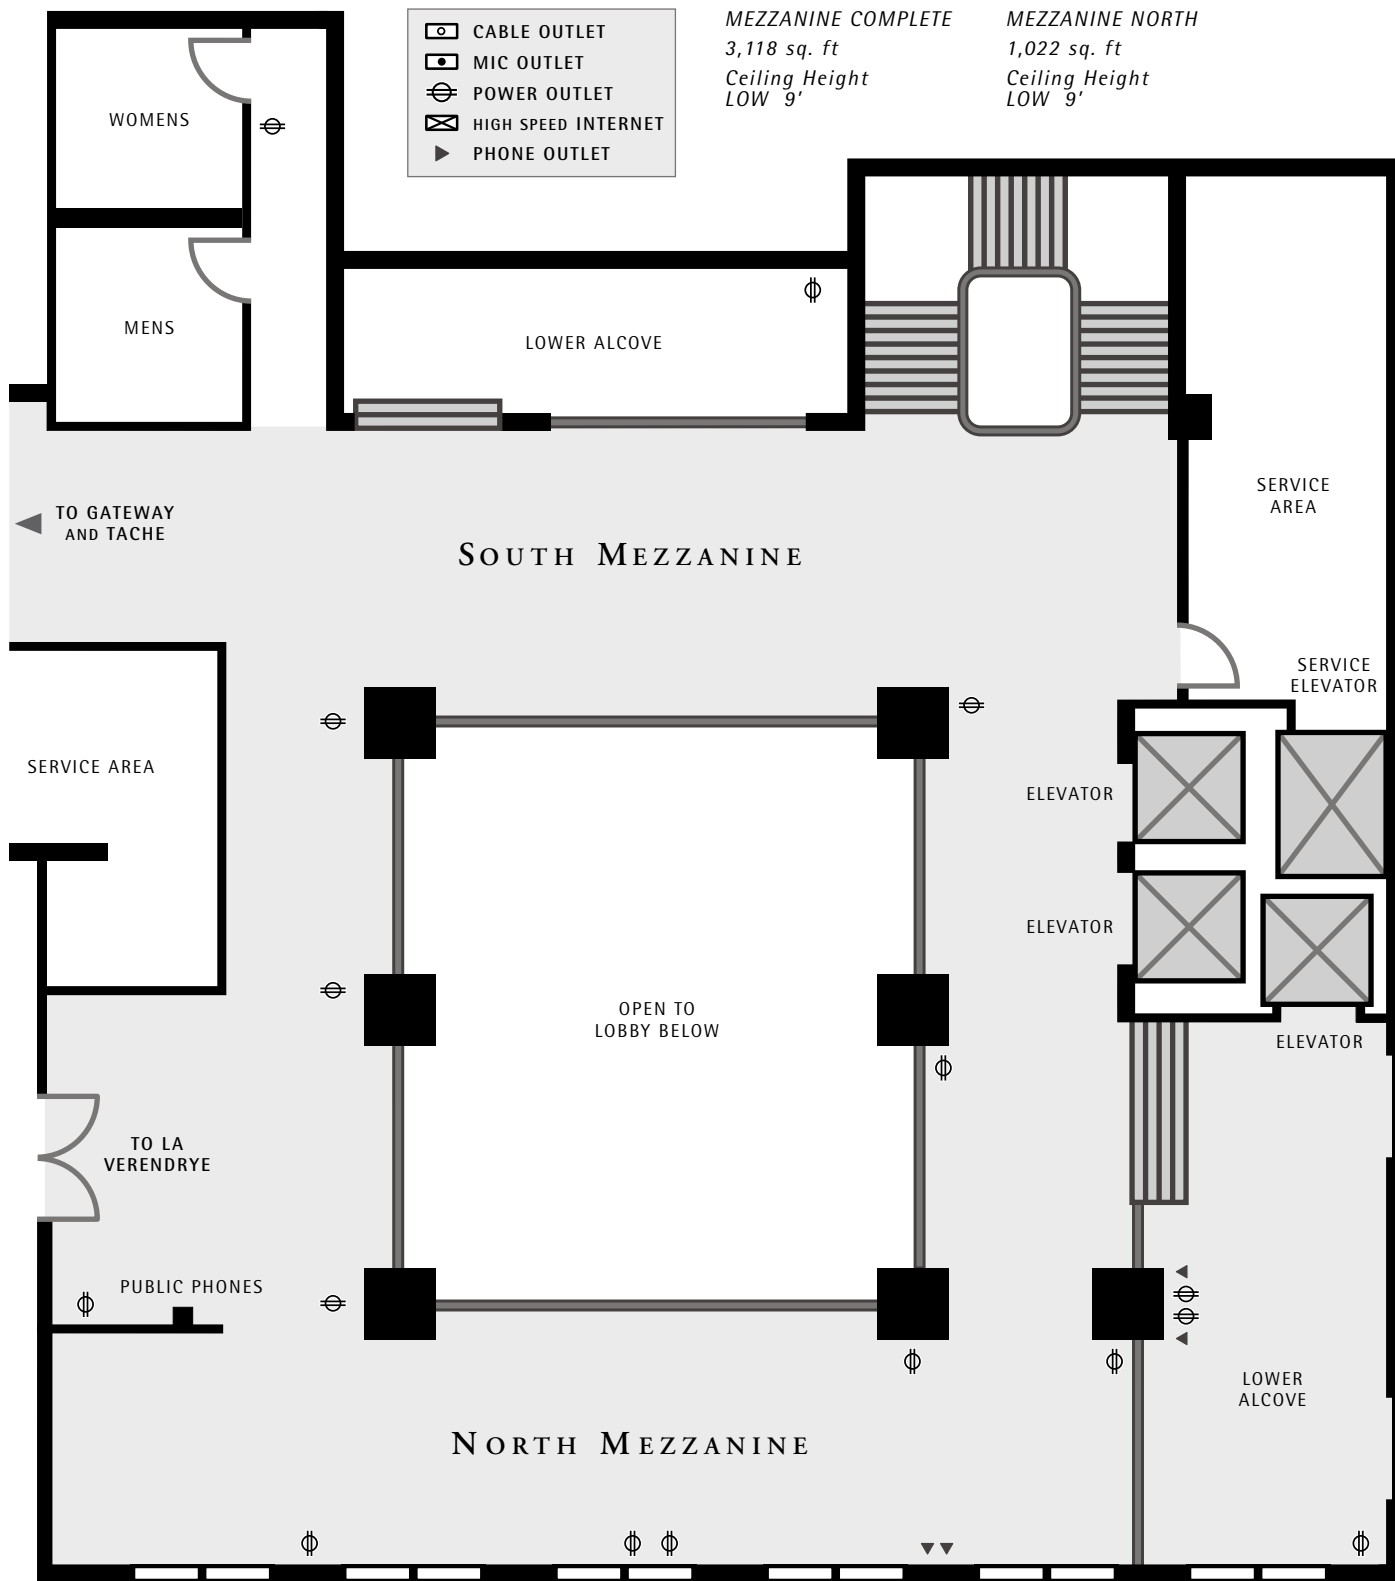 CABLE OUTLET
MIC OUTLET
POWER OUTLET
HIGH SPEED INTERNET
PHONE OUTLET
MEZZANINE COMPLETE
3,118 sq. ft
Ceiling Height
LOW 9'
MEZZANINE NORTH
1,022 sq. ft
Ceiling Height
LOW 9'
WOMENS
MENS
LOWER ALCOVE
TO GATEWAY
AND TACHE
SOUTH MEZZANINE
SERVICE
AREA
SERVICE
ELEVATOR
SERVICE AREA
ELEVATOR
ELEVATOR
OPEN TO
LOBBY BELOW
ELEVATOR
TO LA
VERENDRYE
PUBLIC PHONES
LOWER
ALCOVE
NORTH MEZZANINE